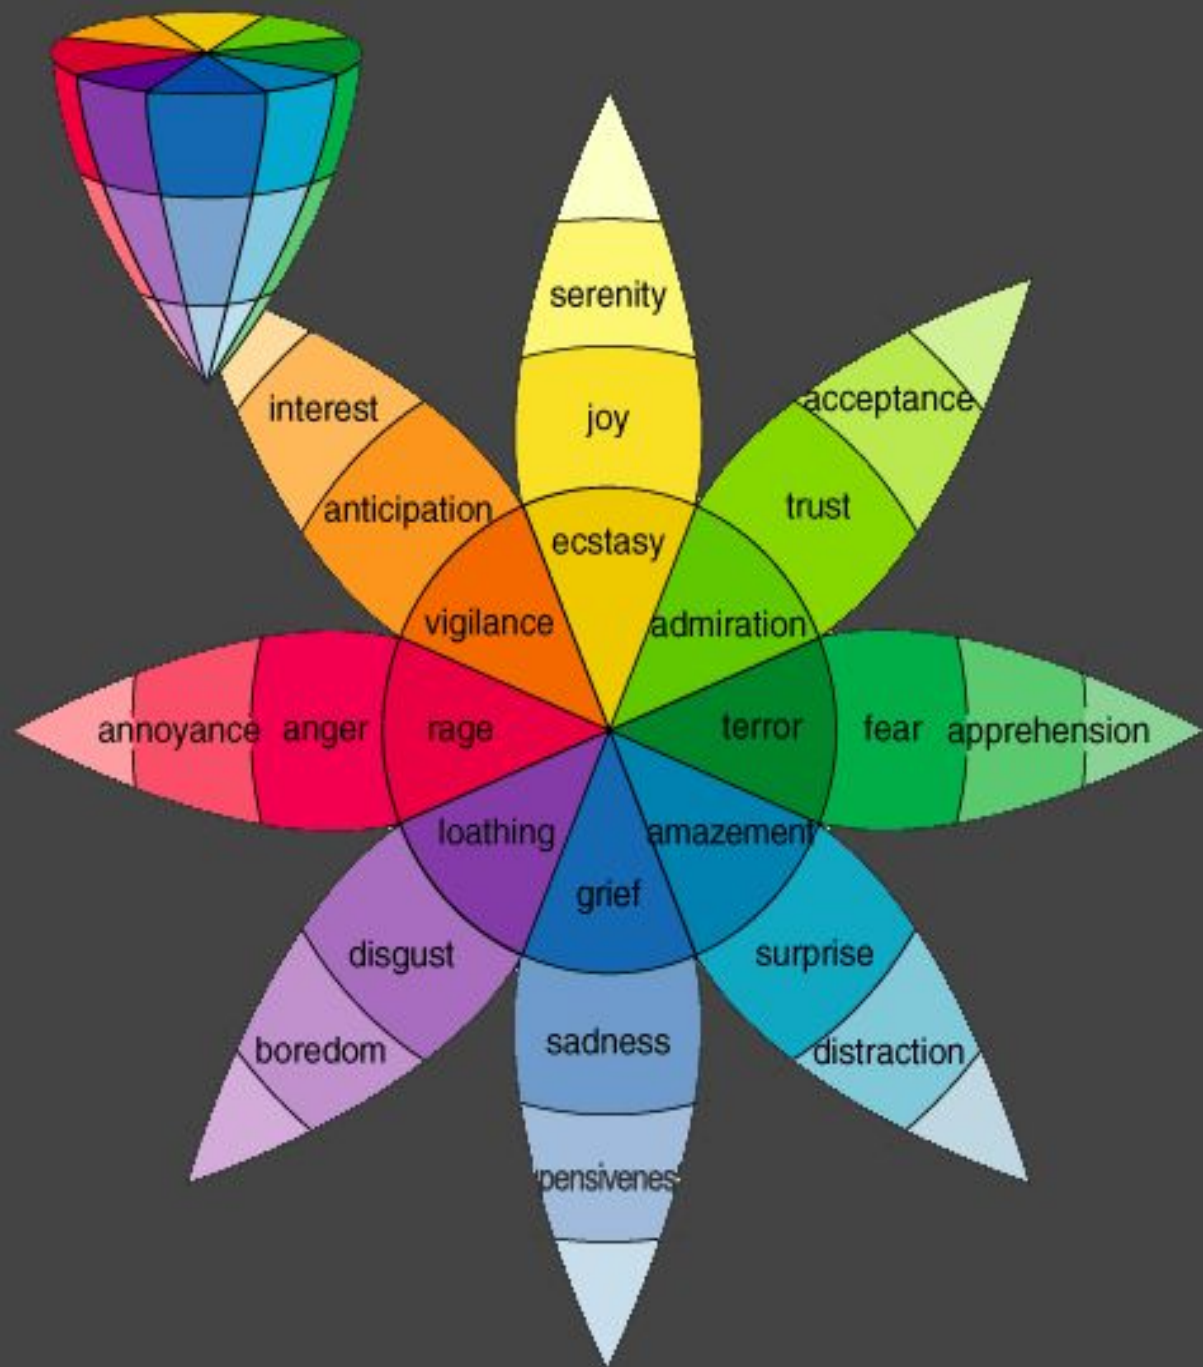 serenity
interest
joy
acceptance
anticipation
ecstasy
trust
vigilance
admiration
annoyance
anger
rage
terror
fear
apprehension
loathing
amazement
grief
disgust
surprise
sadness
boredom
distraction
pensivenes